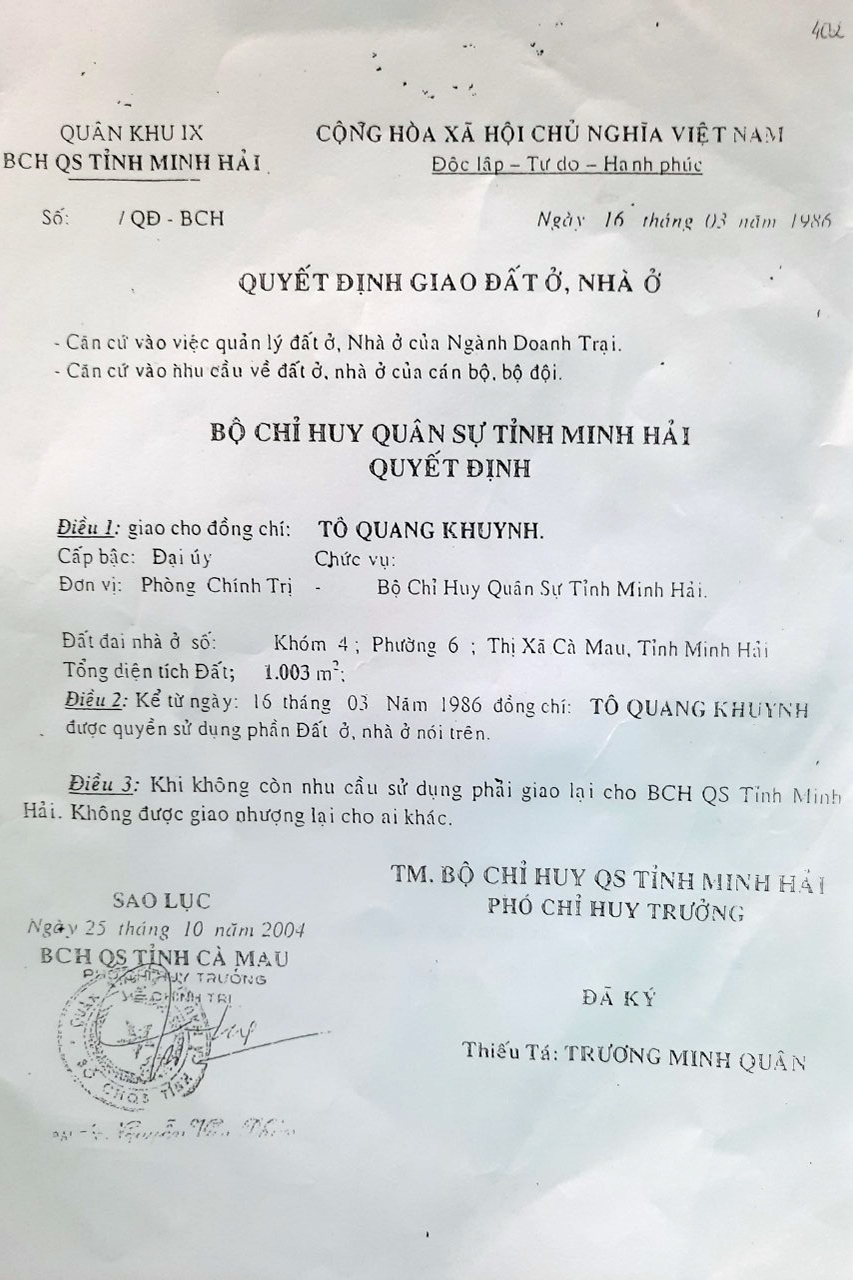 402
QUÂN KHU IX
BCH QS TỈNH MINH HẢI
CỘNG HÒA XÃ HỘI CHỦ NGHĨA VIỆT NAM
Độc lập – Tự do – Hạnh phúc
Số: / QĐ - BCH
Ngày 16 tháng 03 năm 1986
QUYẾT ĐỊNH GIAO ĐẤT Ở, NHÀ Ở
- Căn cứ vào việc quản lý đất ở, Nhà ở của Ngành Doanh Trại.
- Căn cứ vào nhu cầu về đất ở, nhà ở của cán bộ, bộ đội.
BỘ CHỈ HUY QUÂN SỰ TỈNH MINH HẢI
QUYẾT ĐỊNH
Điều 1: giao cho đồng chí: TÔ QUANG KHUYNH.
Cấp bậc: Đại úy Chức vụ:
Đơn vị: Phòng Chính Trị - Bộ Chỉ Huy Quân Sự Tỉnh Minh Hải.
Đất đai nhà ở số: Khóm 4 ; Phường 6 ; Thị Xã Cà Mau, Tỉnh Minh Hải
Tổng diện tích Đất; 1.003 m²;
Điều 2: Kể từ ngày: 16 tháng 03 Năm 1986 đồng chí: TÔ QUANG KHUYNH
được quyền sử dụng phần Đất ở, nhà ở nói trên.
Điều 3: Khi không còn nhu cầu sử dụng phải giao lại cho BCH QS Tỉnh Minh
Hải. Không được giao nhượng lại cho ai khác.
TM. BỘ CHỈ HUY QS TỈNH MINH HẢI
PHÓ CHỈ HUY TRƯỞNG
ĐÃ KÝ
Thiếu Tá: TRƯƠNG MINH QUÂN
SAO LỤC
Ngày 25 tháng 10 năm 2004
BCH QS TỈNH CÀ MAU
PHÓ CHỈ HUY TRƯỞNG
VỀ CHÍNH TRỊ
Nguyễn Văn